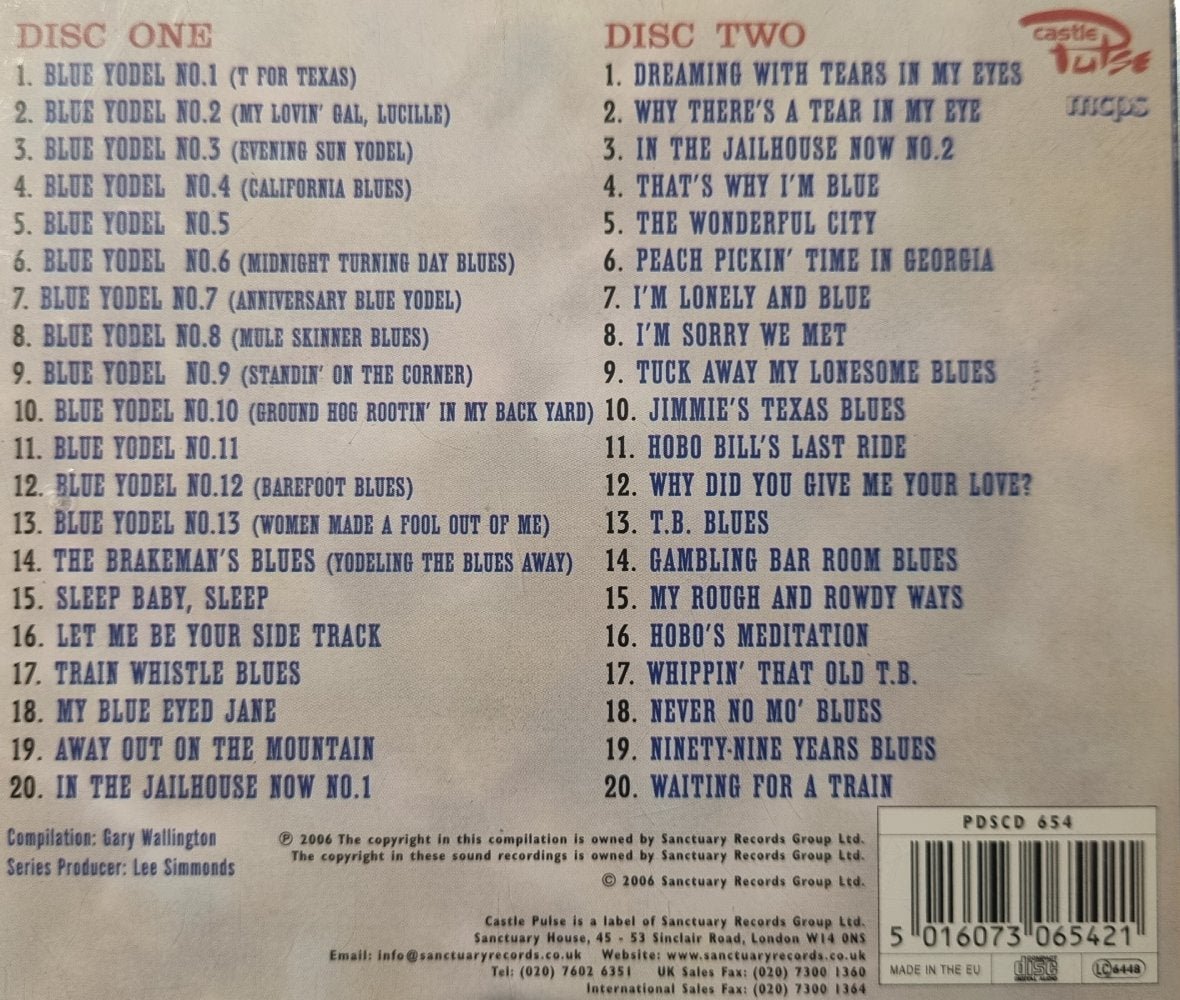 DISC ONE
1. BLUE YODEL NO.1 (T FOR TEXAS)
2. BLUE YODEL NO.2 (MY LOVIN' GAL, LUCILLE)
3. BLUE YODEL NO.3 (EVENING SUN YODEL)
4. BLUE YODEL NO.4 (CALIFORNIA BLUES)
5. BLUE YODEL NO.5
6. BLUE YODEL NO.6 (MIDNIGHT TURNING DAY BLUES)
7. BLUE YODEL NO.7 (ANNIVERSARY BLUE YODEL)
8. BLUE YODEL NO.8 (MULE SKINNER BLUES)
9. BLUE YODEL NO.9 (STANDIN' ON THE CORNER)
10. BLUE YODEL NO.10 (GROUND HOG ROOTIN' IN MY BACK YARD)
11. BLUE YODEL NO.11
12. BLUE YODEL NO.12 (BAREFOOT BLUES)
13. BLUE YODEL NO.13 (WOMEN MADE A FOOL OUT OF ME)
14. THE BRAKEMAN'S BLUES (YODELING THE BLUES AWAY)
15. SLEEP BABY, SLEEP
16. LET ME BE YOUR SIDE TRACK
17. TRAIN WHISTLE BLUES
18. MY BLUE EYED JANE
19. AWAY OUT ON THE MOUNTAIN
20. IN THE JAILHOUSE NOW NO.1
DISC TWO
1. DREAMING WITH TEARS IN MY EYES
2. WHY THERE'S A TEAR IN MY EYE
3. IN THE JAILHOUSE NOW NO.2
4. THAT'S WHY I'M BLUE
5. THE WONDERFUL CITY
6. PEACH PICKIN' TIME IN GEORGIA
7. I'M LONELY AND BLUE
8. I'M SORRY WE MET
9. TUCK AWAY MY LONESOME BLUES
10. JIMMIE'S TEXAS BLUES
11. HOBO BILL'S LAST RIDE
12. WHY DID YOU GIVE ME YOUR LOVE?
13. T.B. BLUES
14. GAMBLING BAR ROOM BLUES
15. MY ROUGH AND ROWDY WAYS
16. HOBO'S MEDITATION
17. WHIPPIN' THAT OLD T.B.
18. NEVER NO MO' BLUES
19. NINETY-NINE YEARS BLUES
20. WAITING FOR A TRAIN
castle
PULSE
mcps
Compilation: Gary Wallington
Series Producer: Lee Simmonds
℗ 2006 The copyright in this compilation is owned by Sanctuary Records Group Ltd.
The copyright in these sound recordings is owned by Sanctuary Records Group Ltd.
© 2006 Sanctuary Records Group Ltd.
Castle Pulse is a label of Sanctuary Records Group Ltd.
Sanctuary House, 45 - 53 Sinclair Road, London W14 0NS
Email: info@sanctuaryrecords.co.uk Website: www.sanctuaryrecords.co.uk
Tel: (020) 7602 6351 UK Sales Fax: (020) 7300 1360
International Sales Fax: (020) 7300 1364
PDSCD 654
5 016073 065421
MADE IN THE EU
COMPACT
disc
DIGITAL AUDIO
LC 6448